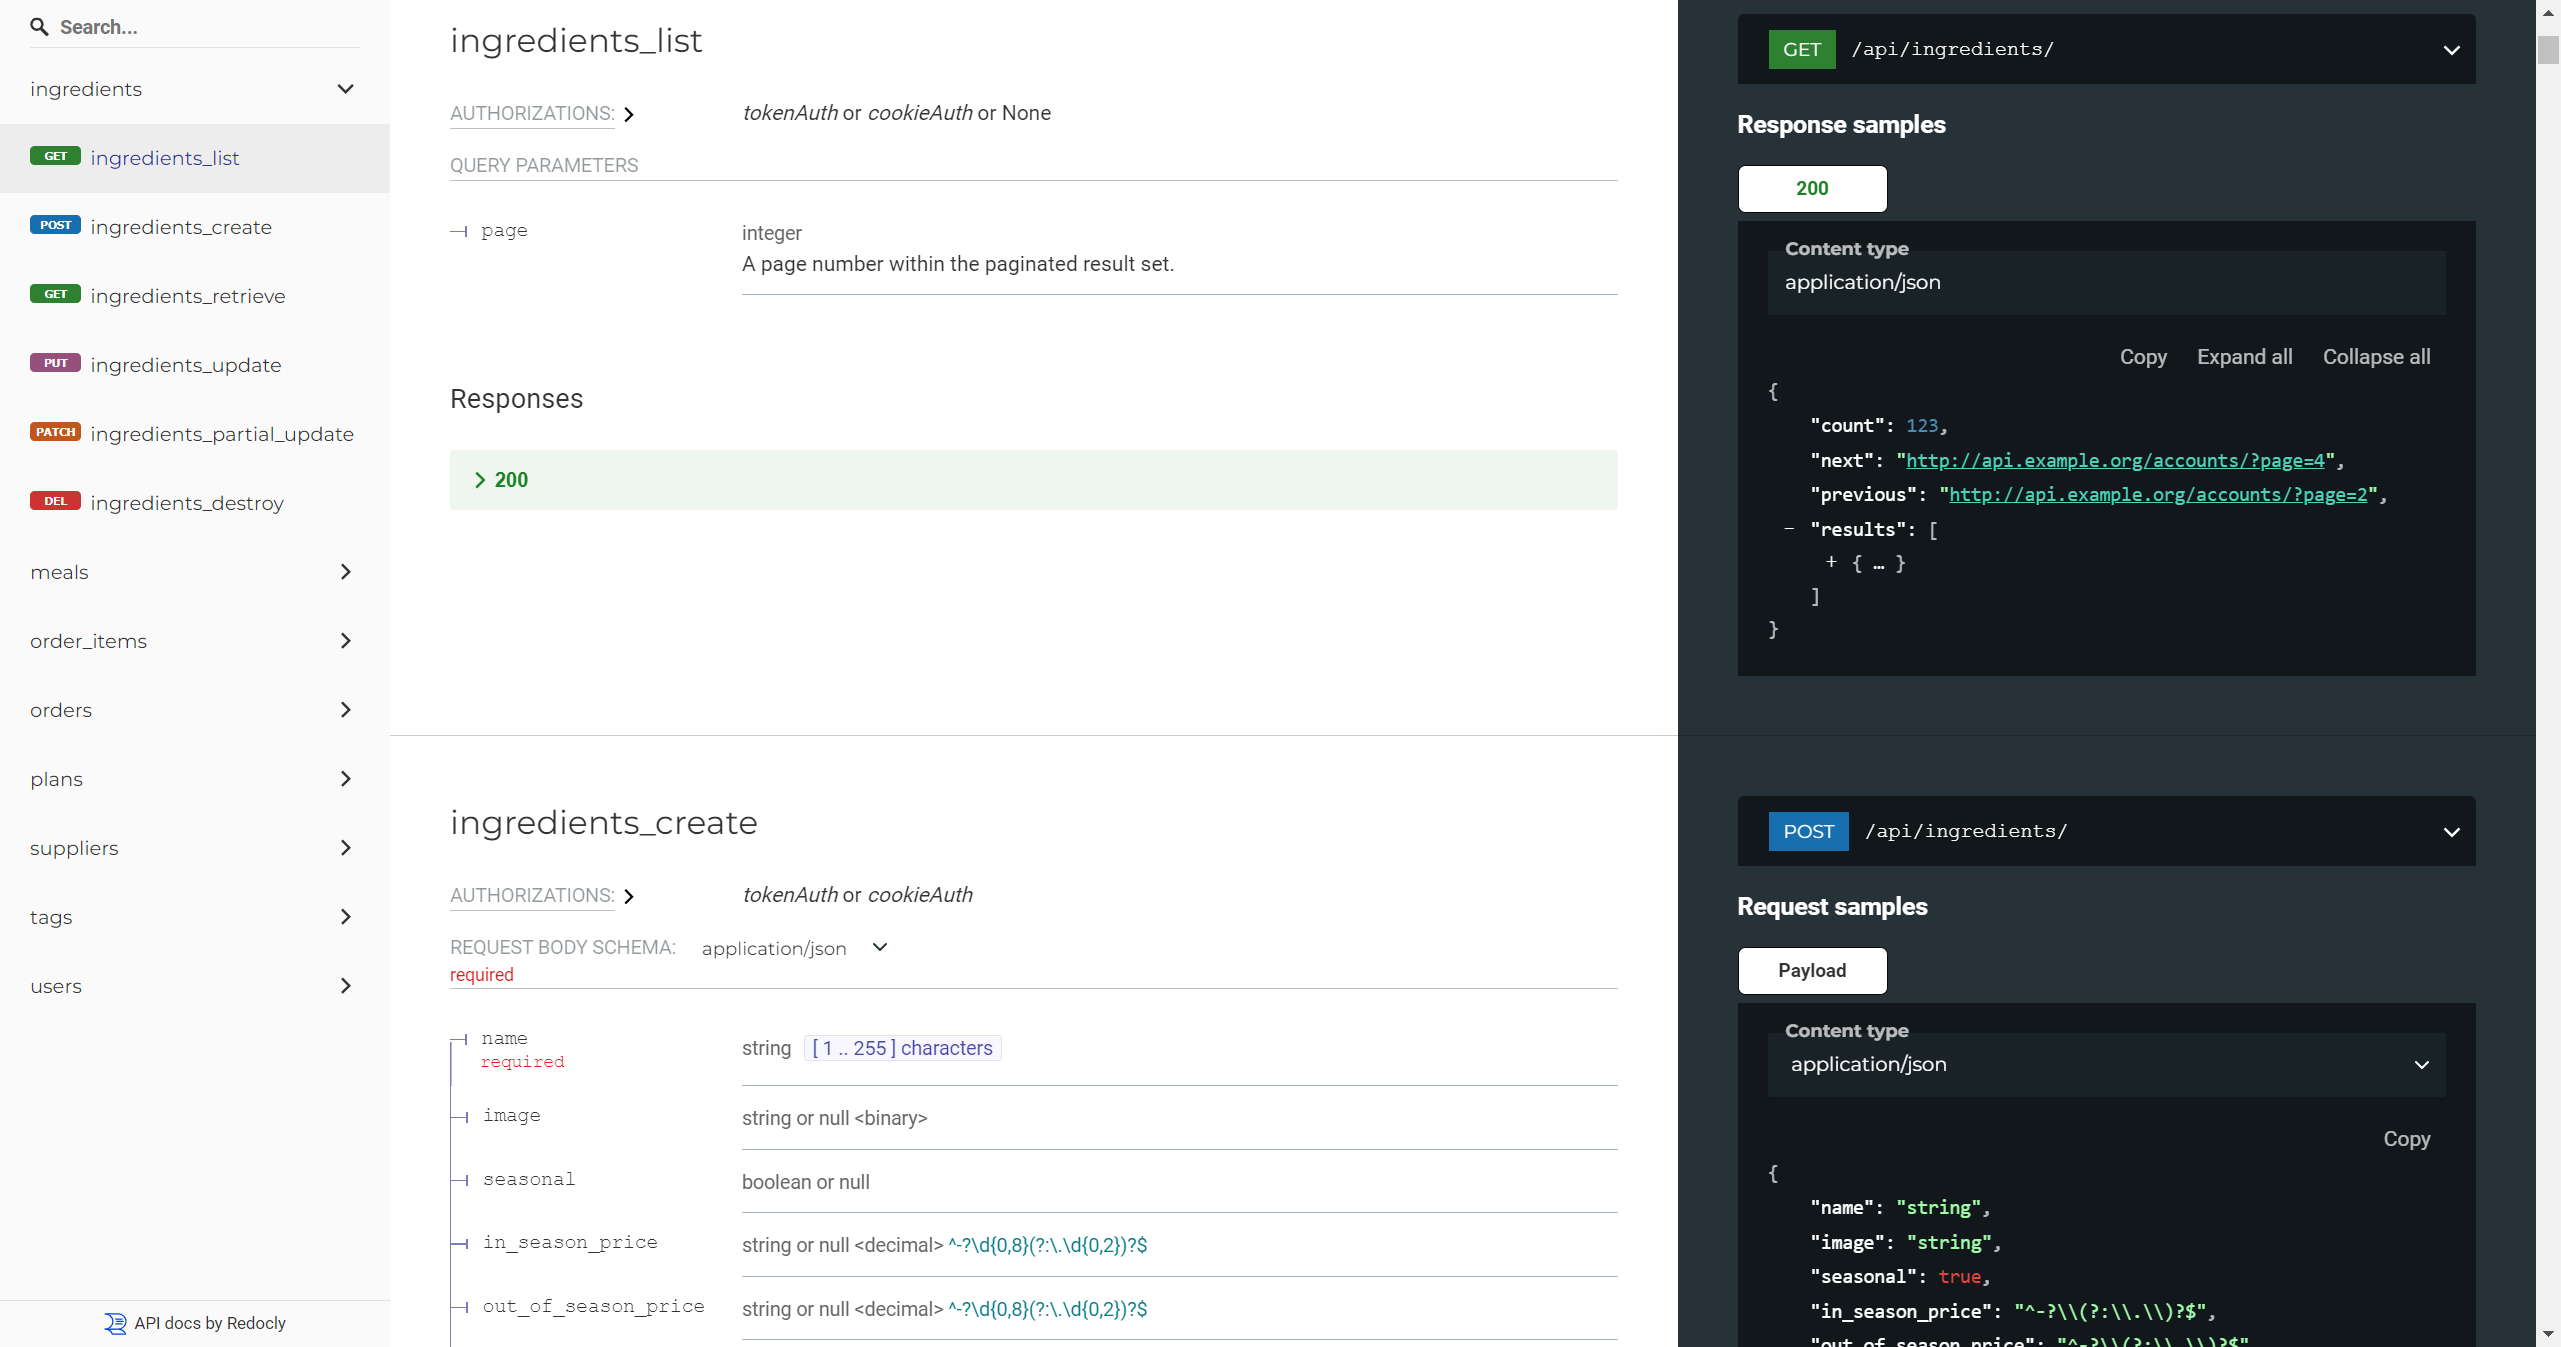 Search...
ingredients
GET ingredients_list
POST ingredients_create
GET ingredients_retrieve
PUT ingredients_update
PATCH ingredients_partial_update
DEL ingredients_destroy
meals
order_items
orders
plans
suppliers
tags
users
API docs by Redocly
ingredients_list
AUTHORIZATIONS: tokenAuth or cookieAuth or None
QUERY PARAMETERS
page integer
A page number within the paginated result set.
Responses
200
ingredients_create
AUTHORIZATIONS: tokenAuth or cookieAuth
REQUEST BODY SCHEMA: application/json
required
name
required
string [ 1 .. 255 ] characters
image string or null <binary>
seasonal boolean or null
in_season_price string or null <decimal> ^-?\d{0,8}(?:\.\d{0,2})?$
out_of_season_price string or null <decimal> ^-?\d{0,8}(?:\.\d{0,2})?$
GET /api/ingredients/
Response samples
200
Content type
application/json
Copy Expand all Collapse all
{
"count": 123,
"next": "http://api.example.org/accounts/?page=4",
"previous": "http://api.example.org/accounts/?page=2",
- "results": [
+ { … }
]
}
POST /api/ingredients/
Request samples
Payload
Content type
application/json
Copy
{
"name": "string",
"image": "string",
"seasonal": true,
"in_season_price": "^-?\\(?:\\.\\)?$",
"out_of_season_price": "^-?\\(?:\\.\\)?$"